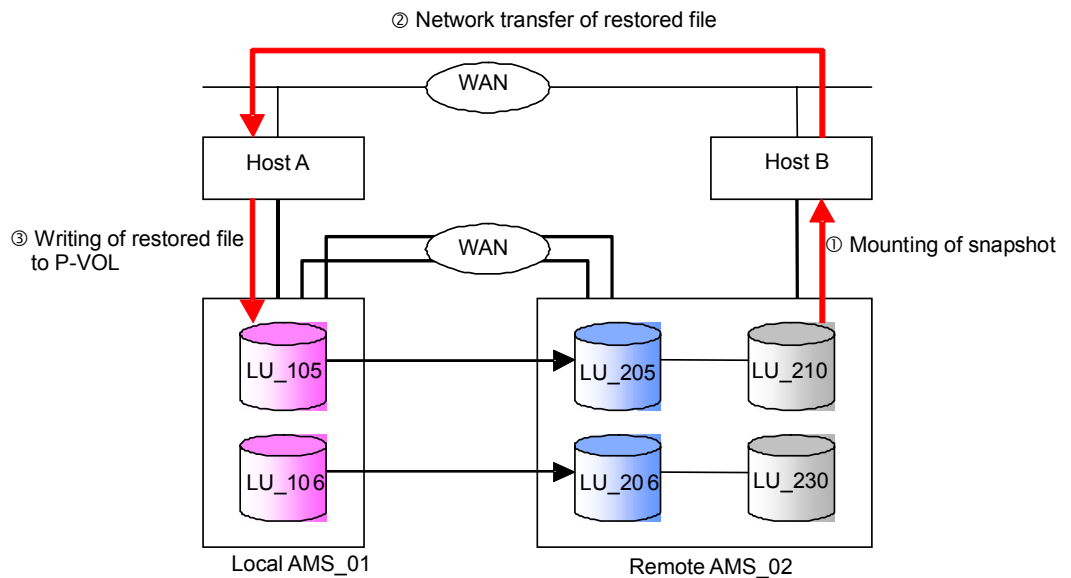 ② Network transfer of restored file
WAN
Host A
Host B
③ Writing of restored file
to P-VOL
WAN
① Mounting of snapshot
LU_105
LU_205
LU_210
LU_106
LU_206
LU_230
Local AMS_01
Remote AMS_02